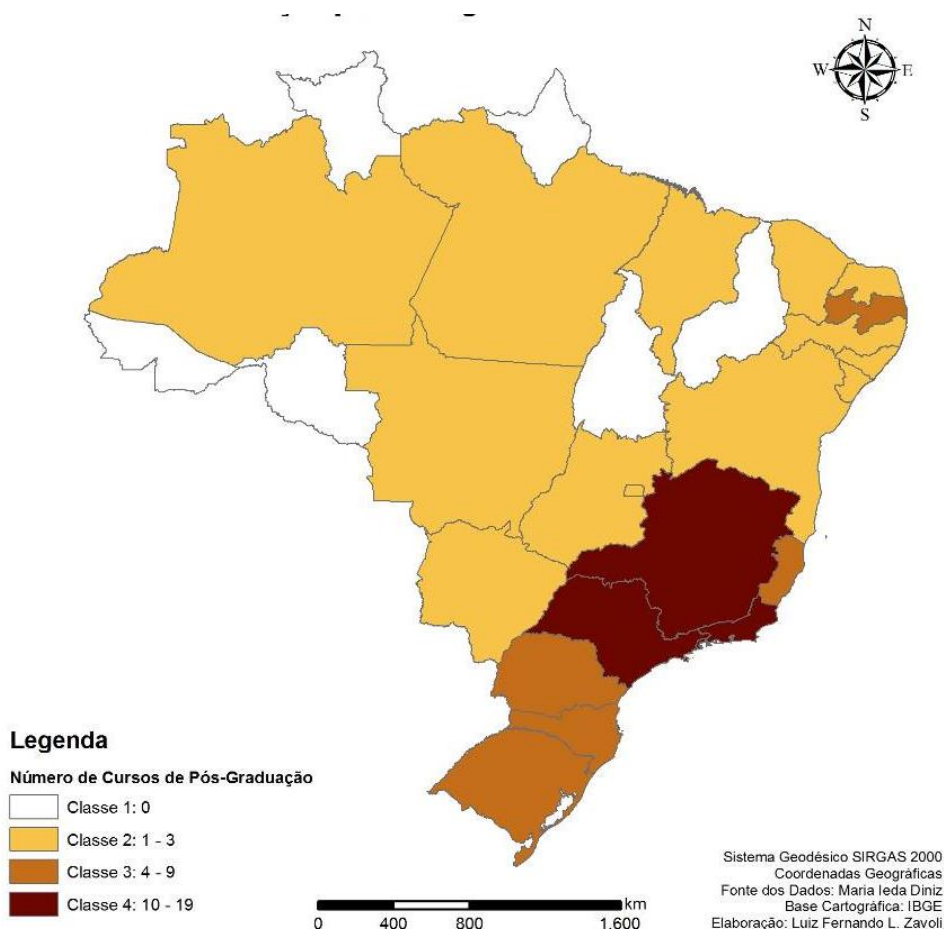 N
W E
S
Legenda
Número de Cursos de Pós-Graduação
Classe 1: 0
Classe 2: 1 - 3
Classe 3: 4 - 9
Classe 4: 10 - 19
km
0 400 800 1.600
Sistema Geodésico SIRGAS 2000
Coordenadas Geográficas
Fonte dos Dados: Maria Ieda Diniz
Base Cartográfica: IBGE
Elaboração: Luiz Fernando L. Zavoli